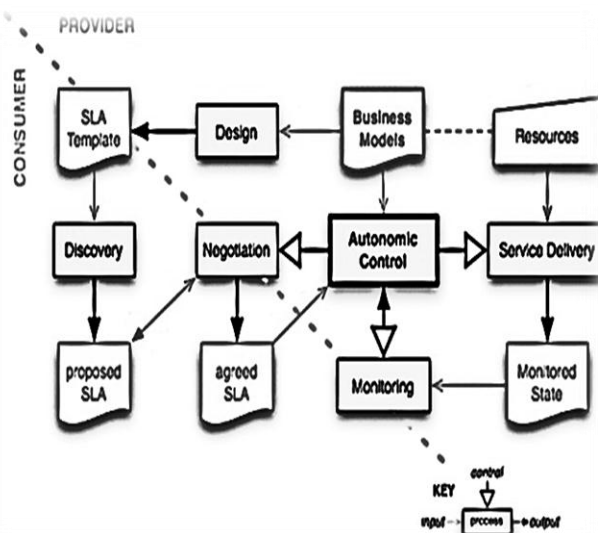 PROVIDER
CONSUMER
SLA
Template
Design
Business
Models
Resources
Discovery
Negotiation
Autonomic
Control
Service Delivery
proposed
SLA
agreed
SLA
Monitoring
Monitored
State
KEY
control
input
process
output